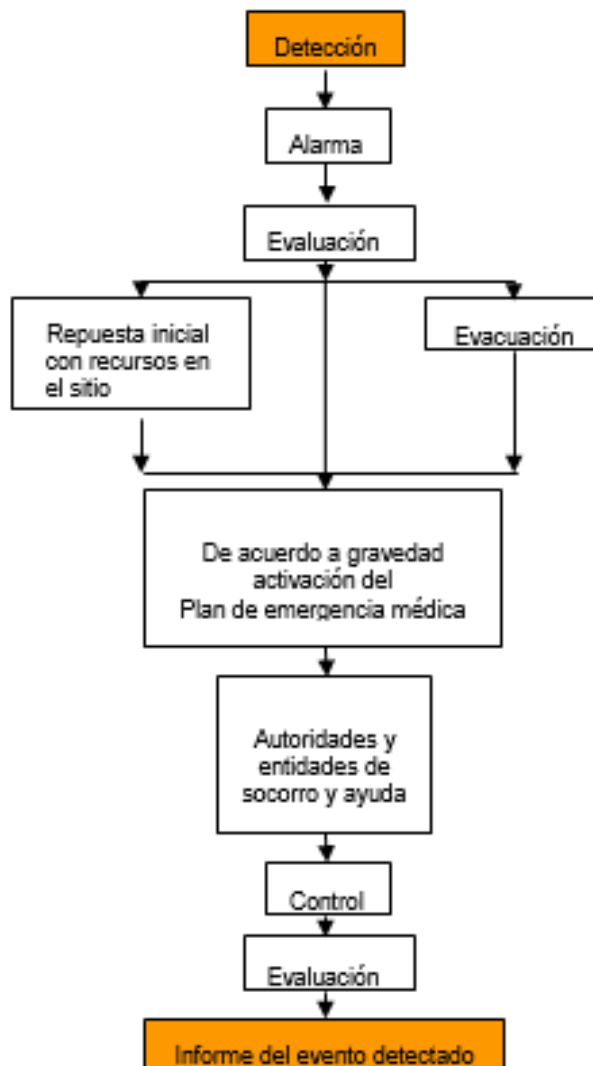 Detección
Alarma
Evaluación
Repuesta inicial
con recursos en
el sitio
Evacuación
De acuerdo a gravedad
activación del
Plan de emergencia médica
Autoridades y
entidades de
socorro y ayuda
Control
Evaluación
Informe del evento detectado